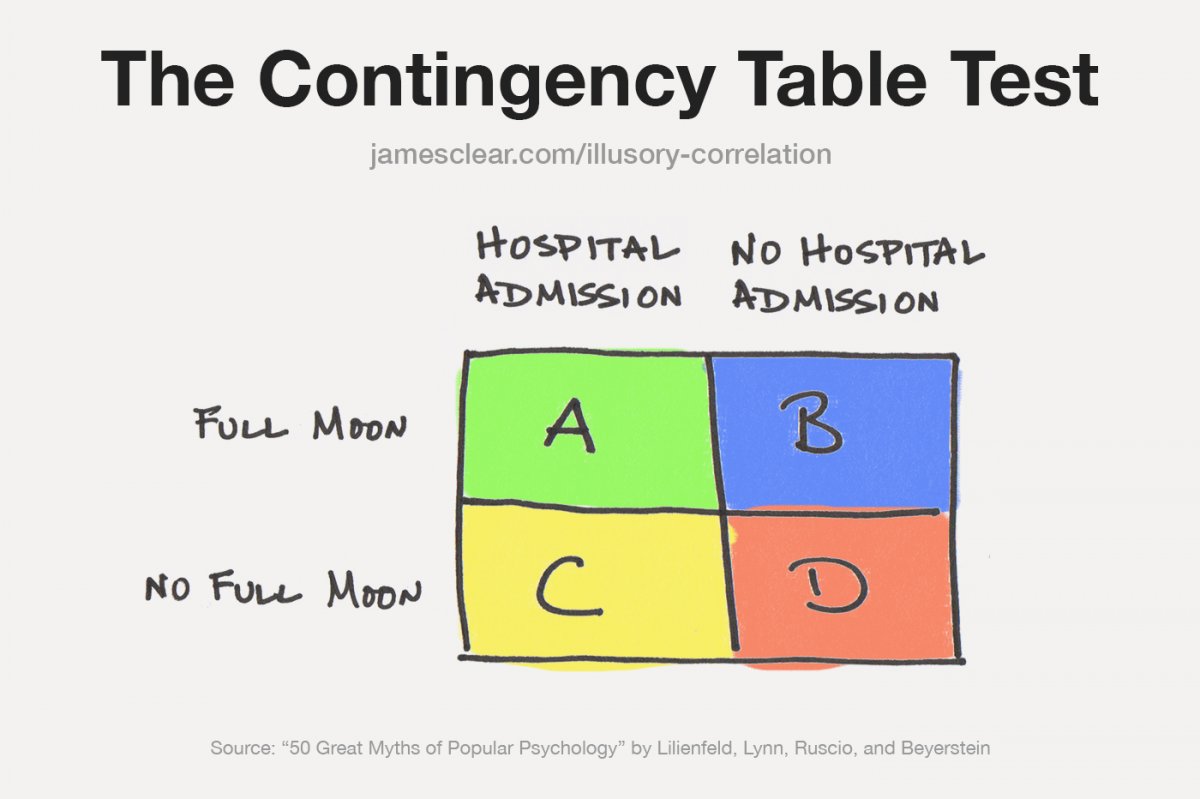 The Contingency Table Test
jamesclear.com/illusory-correlation
HOSPITAL
ADMISSION
NO HOSPITAL
ADMISSION
FULL MOON
A
B
NO FULL MOON
C
D
Source: “50 Great Myths of Popular Psychology” by Lilienfeld, Lynn, Ruscio, and Beyerstein